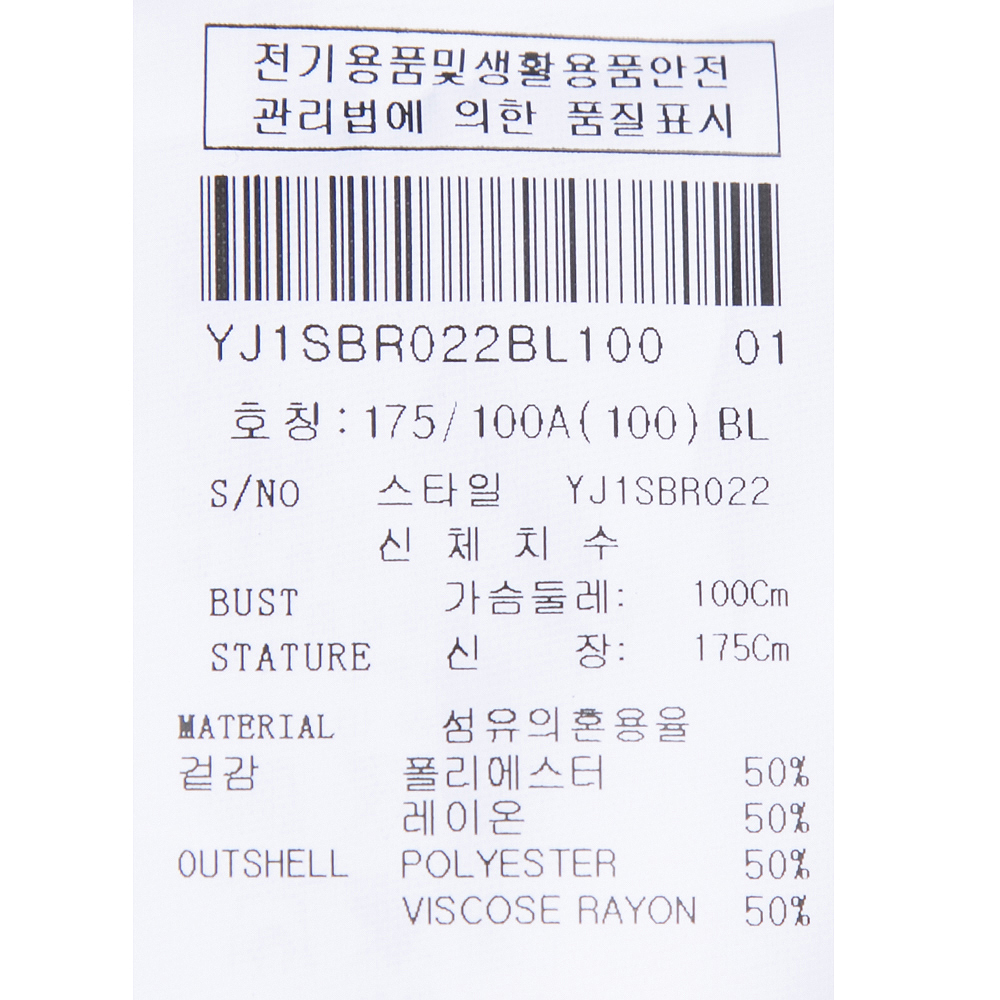 전기용품및생활용품안전
관리법에 의한 품질표시
YJ1SBR022BL100 01
호칭:175/100A(100) BL
S/NO 스타일 YJ1SBR022
신체치수
BUST 가슴둘레: 100Cm
STATURE 신장: 175Cm
MATERIAL 섬유의혼용율
겉감 폴리에스터 50%
레이온 50%
OUTSHELL POLYESTER 50%
VISCOSE RAYON 50%